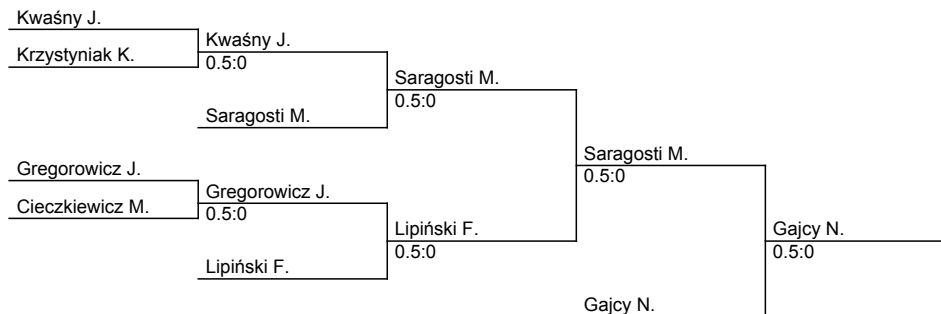 Kwaśny J.
Krzystyniak K.
Kwaśny J.
0.5:0
Saragosti M.
Saragosti M.
0.5:0
Gregorowicz J.
Cieczkiewicz M.
Gregorowicz J.
0.5:0
Lipiński F.
Lipiński F.
0.5:0
Saragosti M.
0.5:0
Gajcy N.
Gajcy N.
0.5:0